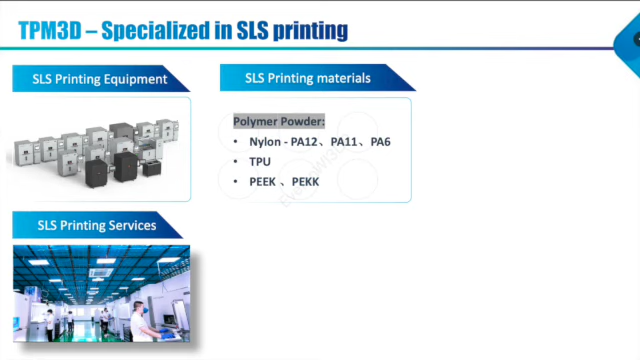 TPM3D – Specialized in SLS printing
SLS Printing Equipment
SLS Printing materials
Polymer Powder:
• Nylon - PA12、PA11、PA6
• TPU
• PEEK 、PEKK
SLS Printing Services